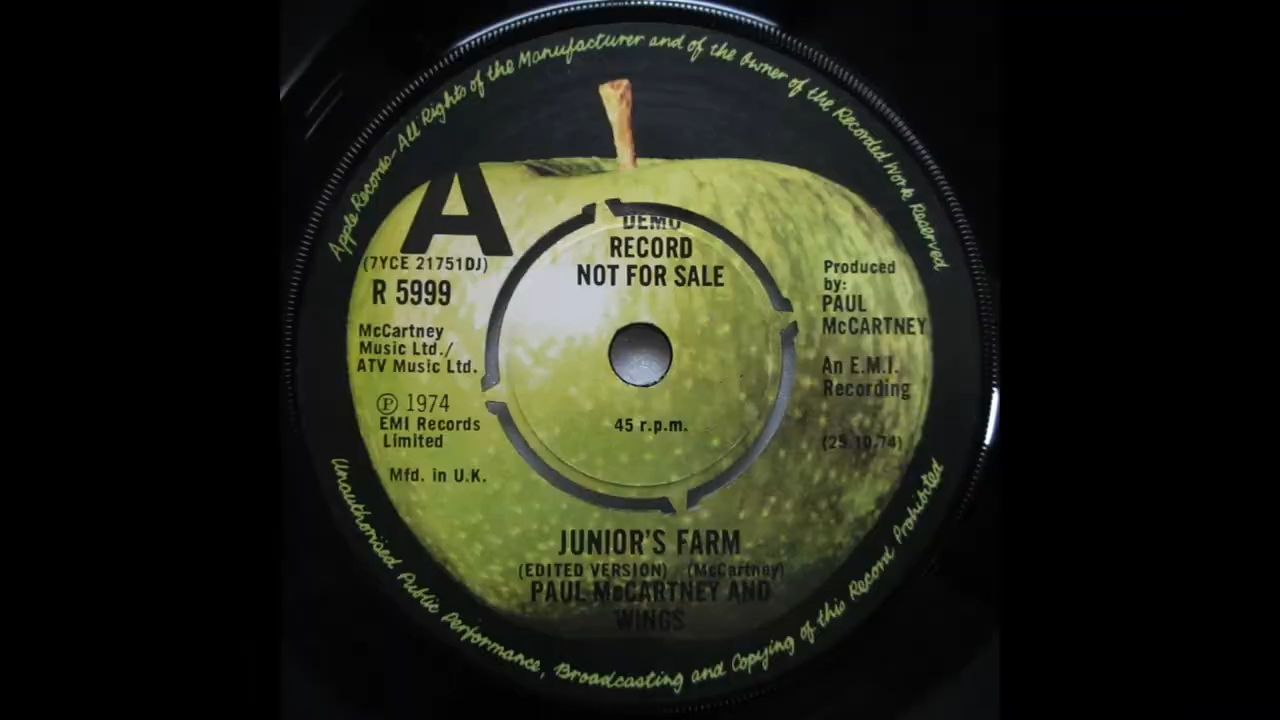 Apple Records-All Rights of the Manufacturer and of the Owner of the Recorded Work Reserved
A
DEMO
RECORD
NOT FOR SALE
(7YCE 21751DJ)
R 5999
McCartney
Music Ltd./
ATV Music Ltd.
Ⓟ 1974
EMI Records
Limited
Mfd. in U.K.
Produced
by:
PAUL
McCARTNEY
An E.M.I.
Recording
(25.10.74)
45 r.p.m.
JUNIOR'S FARM
(EDITED VERSION) (McCartney)
PAUL McCARTNEY AND
WINGS
Unauthorised Public Performance, Broadcasting and Copying of this Record Prohibited